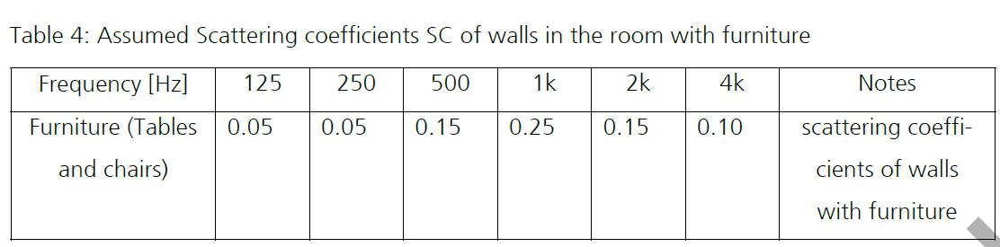 Table 4: Assumed Scattering coefficients SC of walls in the room with furniture
Frequency [Hz] 125 250 500 1k 2k 4k Notes
Furniture (Tables 0.05 0.05 0.15 0.25 0.15 0.10 scattering coeffi-
and chairs) cients of walls
with furniture